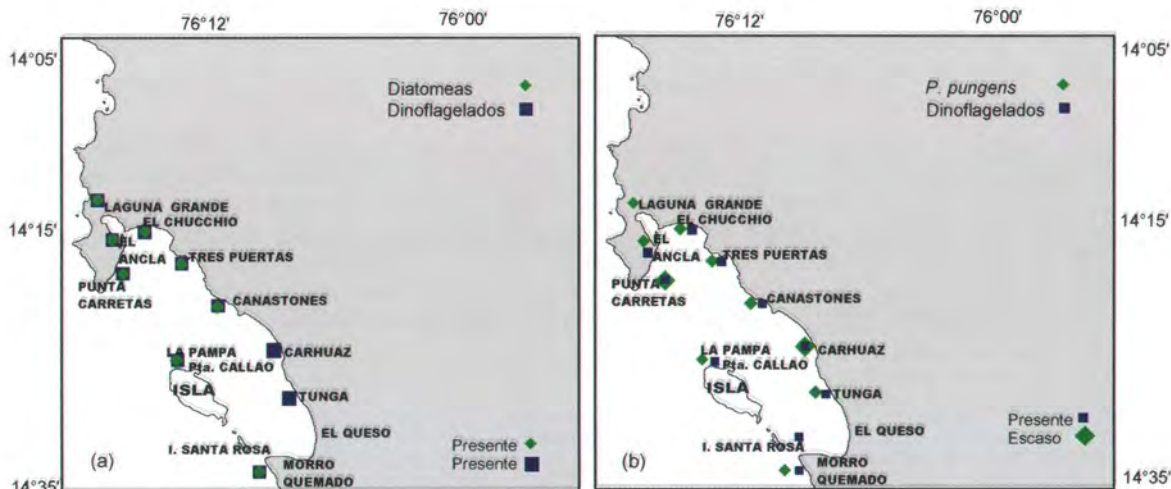 76°12'
76°00'
14°05'
Diatomeas
Dinoflagelados
LAGUNA GRANDE
EL CHUCCHIO
14°15'
EL
ANCLA
TRES PUERTAS
PUNTA
CARRETAS
CANASTONES
LA PAMPA
Pta. CALLAO
CARHUAZ
ISLA
TUNGA
EL QUESO
I. SANTA ROSA
Presente
Presente
(a)
MORRO
QUEMADO
14°35'
76°12'
76°00'
14°05'
P. pungens
Dinoflagelados
LAGUNA GRANDE
EL CHUCCHIO
14°15'
EL
ANCLA
TRES PUERTAS
PUNTA
CARRETAS
CANASTONES
LA PAMPA
Pta. CALLAO
CARHUAZ
ISLA
TUNGA
EL QUESO
I. SANTA ROSA
Presente
Escaso
(b)
MORRO
QUEMADO
14°35'